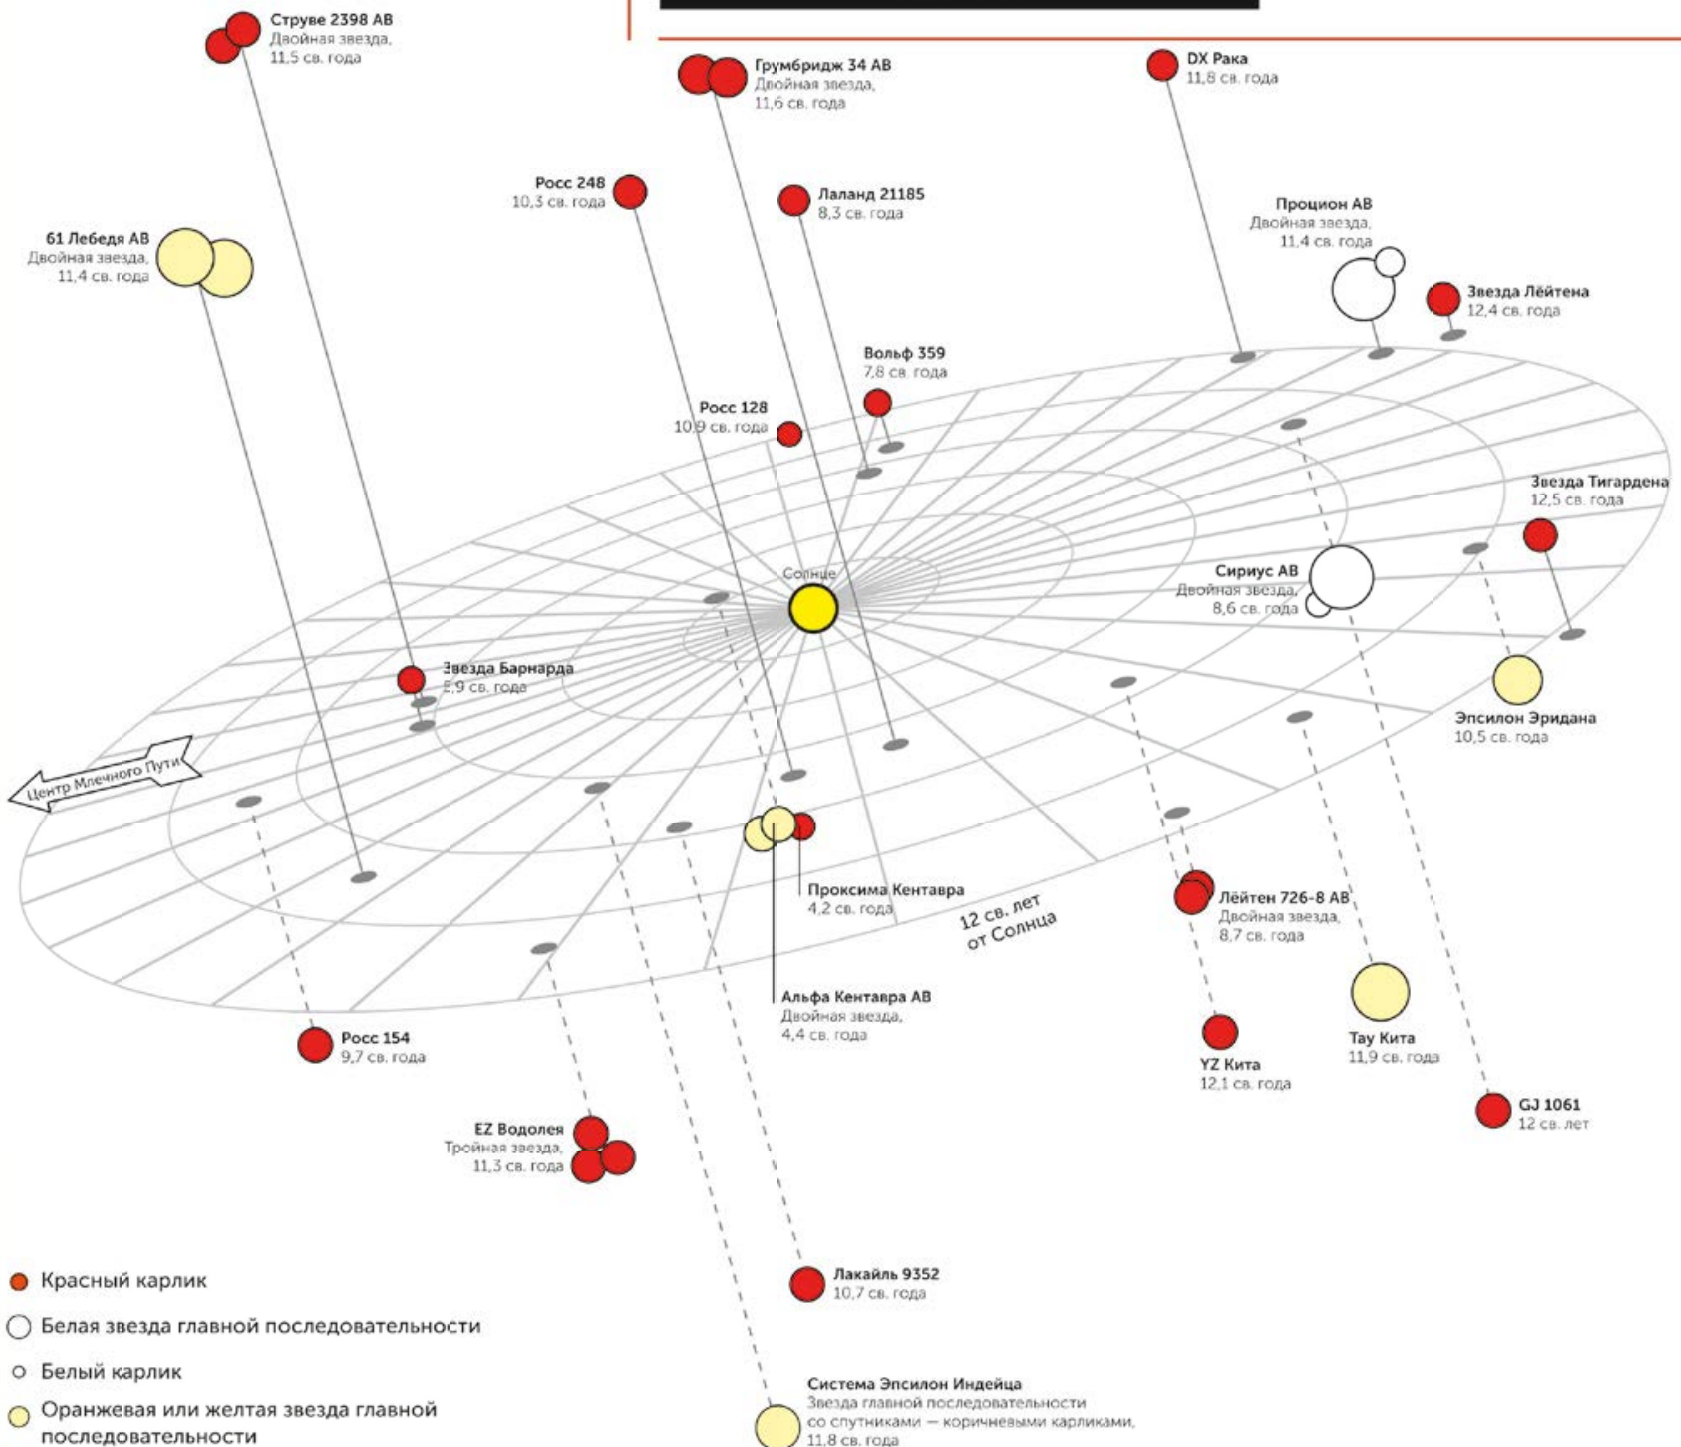 Струве 2398 АВ
Двойная звезда,
11,5 св. года
Грумбридж 34 АВ
Двойная звезда,
11,6 св. года
DX Рака
11,8 св. года
Росс 248
10,3 св. года
Лаланд 21185
8,3 св. года
Процион АВ
Двойная звезда,
11,4 св. года
61 Лебедя АВ
Двойная звезда,
11,4 св. года
Звезда Лёйтена
12,4 св. года
Вольф 359
7,8 св. года
Росс 128
10,9 св. года
Звезда Тигардена
12,5 св. года
Солнце
Сириус АВ
Двойная звезда,
8,6 св. года
Звезда Барнарда
5,9 св. года
Эпсилон Эридана
10,5 св. года
Центр Млечного Пути
Проксима Кентавра
4,2 св. года
12 св. лет
от Солнца
Лёйтен 726-8 АВ
Двойная звезда,
8,7 св. года
Альфа Кентавра АВ
Двойная звезда,
4,4 св. года
Росс 154
9,7 св. года
YZ Кита
12,1 св. года
Тау Кита
11,9 св. года
GJ 1061
12 св. лет
EZ Водолея
Тройная звезда,
11,3 св. года
Лакайль 9352
10,7 св. года
Красный карлик
Белая звезда главной последовательности
Белый карлик
Оранжевая или желтая звезда главной
последовательности
Система Эпсилон Индейца
Звезда главной последовательности
со спутниками — коричневыми карликами,
11,8 св. года